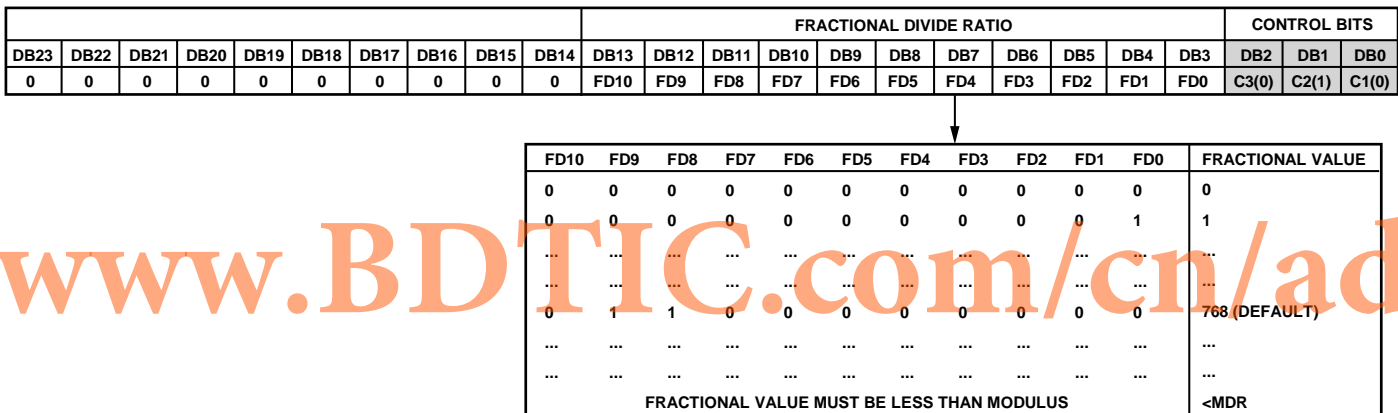 FRACTIONAL DIVIDE RATIO CONTROL BITS
DB23 DB22 DB21 DB20 DB19 DB18 DB17 DB16 DB15 DB14 DB13 DB12 DB11 DB10 DB9 DB8 DB7 DB6 DB5 DB4 DB3 DB2 DB1 DB0
0 0 0 0 0 0 0 0 0 0 FD10 FD9 FD8 FD7 FD6 FD5 FD4 FD3 FD2 FD1 FD0 C3(0) C2(1) C1(0)
FD10 FD9 FD8 FD7 FD6 FD5 FD4 FD3 FD2 FD1 FD0 FRACTIONAL VALUE
0 0 0 0 0 0 0 0 0 0 0 0
0 0 0 0 0 0 0 0 0 0 1 1
... ... ... ... ... ... ... ... ... ... ... ...
www.BDTIC.com/cn/ad
... ... ... ... ... ... ... ... ... ... ... ...
0 1 1 0 0 0 0 0 0 0 0 768 (DEFAULT)
... ... ... ... ... ... ... ... ... ... ... ...
... ... ... ... ... ... ... ... ... ... ... ...
FRACTIONAL VALUE MUST BE LESS THAN MODULUS <MDR